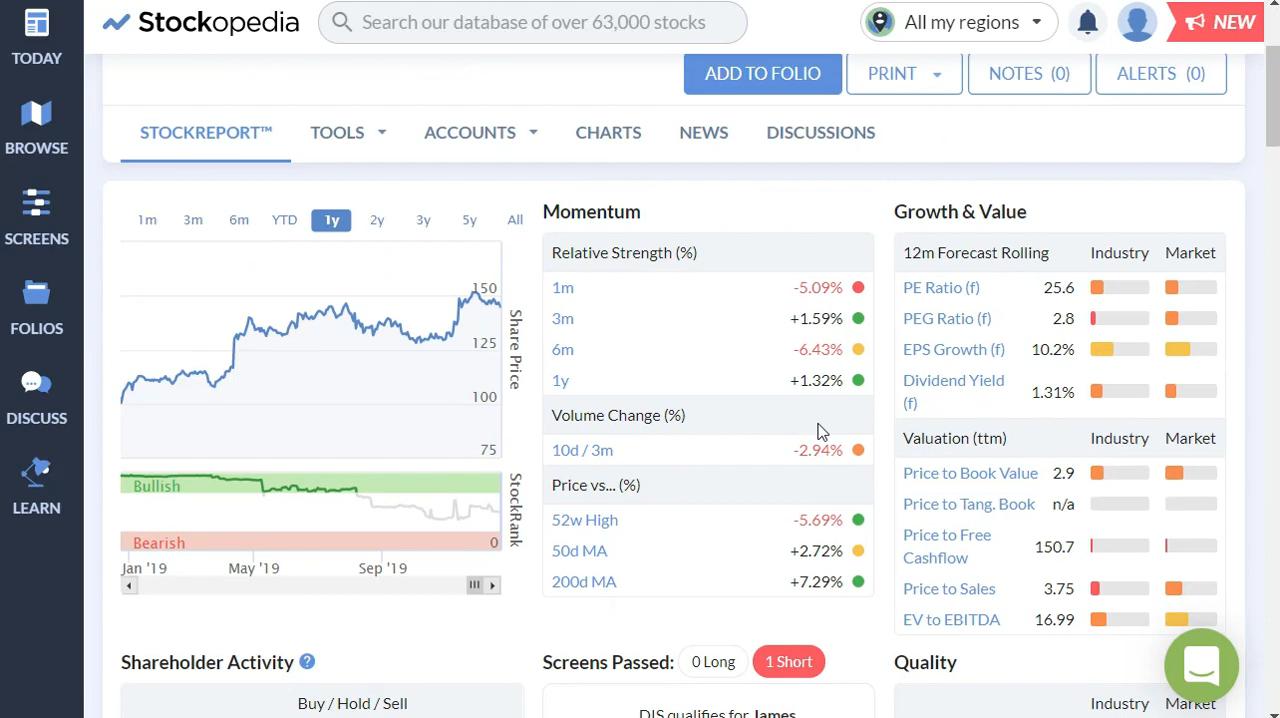 TODAY
BROWSE
SCREENS
FOLIOS
DISCUSS
LEARN
Stockopedia
Search our database of over 63,000 stocks
All my regions
NEW
ADD TO FOLIO
PRINT
NOTES (0)
ALERTS (0)
STOCKREPORT™
TOOLS
ACCOUNTS
CHARTS
NEWS
DISCUSSIONS
1m 3m 6m YTD 1y 2y 3y 5y All
150
125
100
75
Share Price
Bullish
Bearish
0
StockRank
Jan '19 May '19 Sep '19
Momentum
Relative Strength (%)
1m -5.09%
3m +1.59%
6m -6.43%
1y +1.32%
Volume Change (%)
10d / 3m -2.94%
Price vs... (%)
52w High -5.69%
50d MA +2.72%
200d MA +7.29%
Growth & Value
12m Forecast Rolling Industry Market
PE Ratio (f) 25.6
PEG Ratio (f) 2.8
EPS Growth (f) 10.2%
Dividend Yield
(f) 1.31%
Valuation (ttm) Industry Market
Price to Book Value 2.9
Price to Tang. Book n/a
Price to Free
Cashflow 150.7
Price to Sales 3.75
EV to EBITDA 16.99
Shareholder Activity ?
Buy / Hold / Sell
Screens Passed: 0 Long 1 Short
DIS qualifies for James
Quality
Industry Market